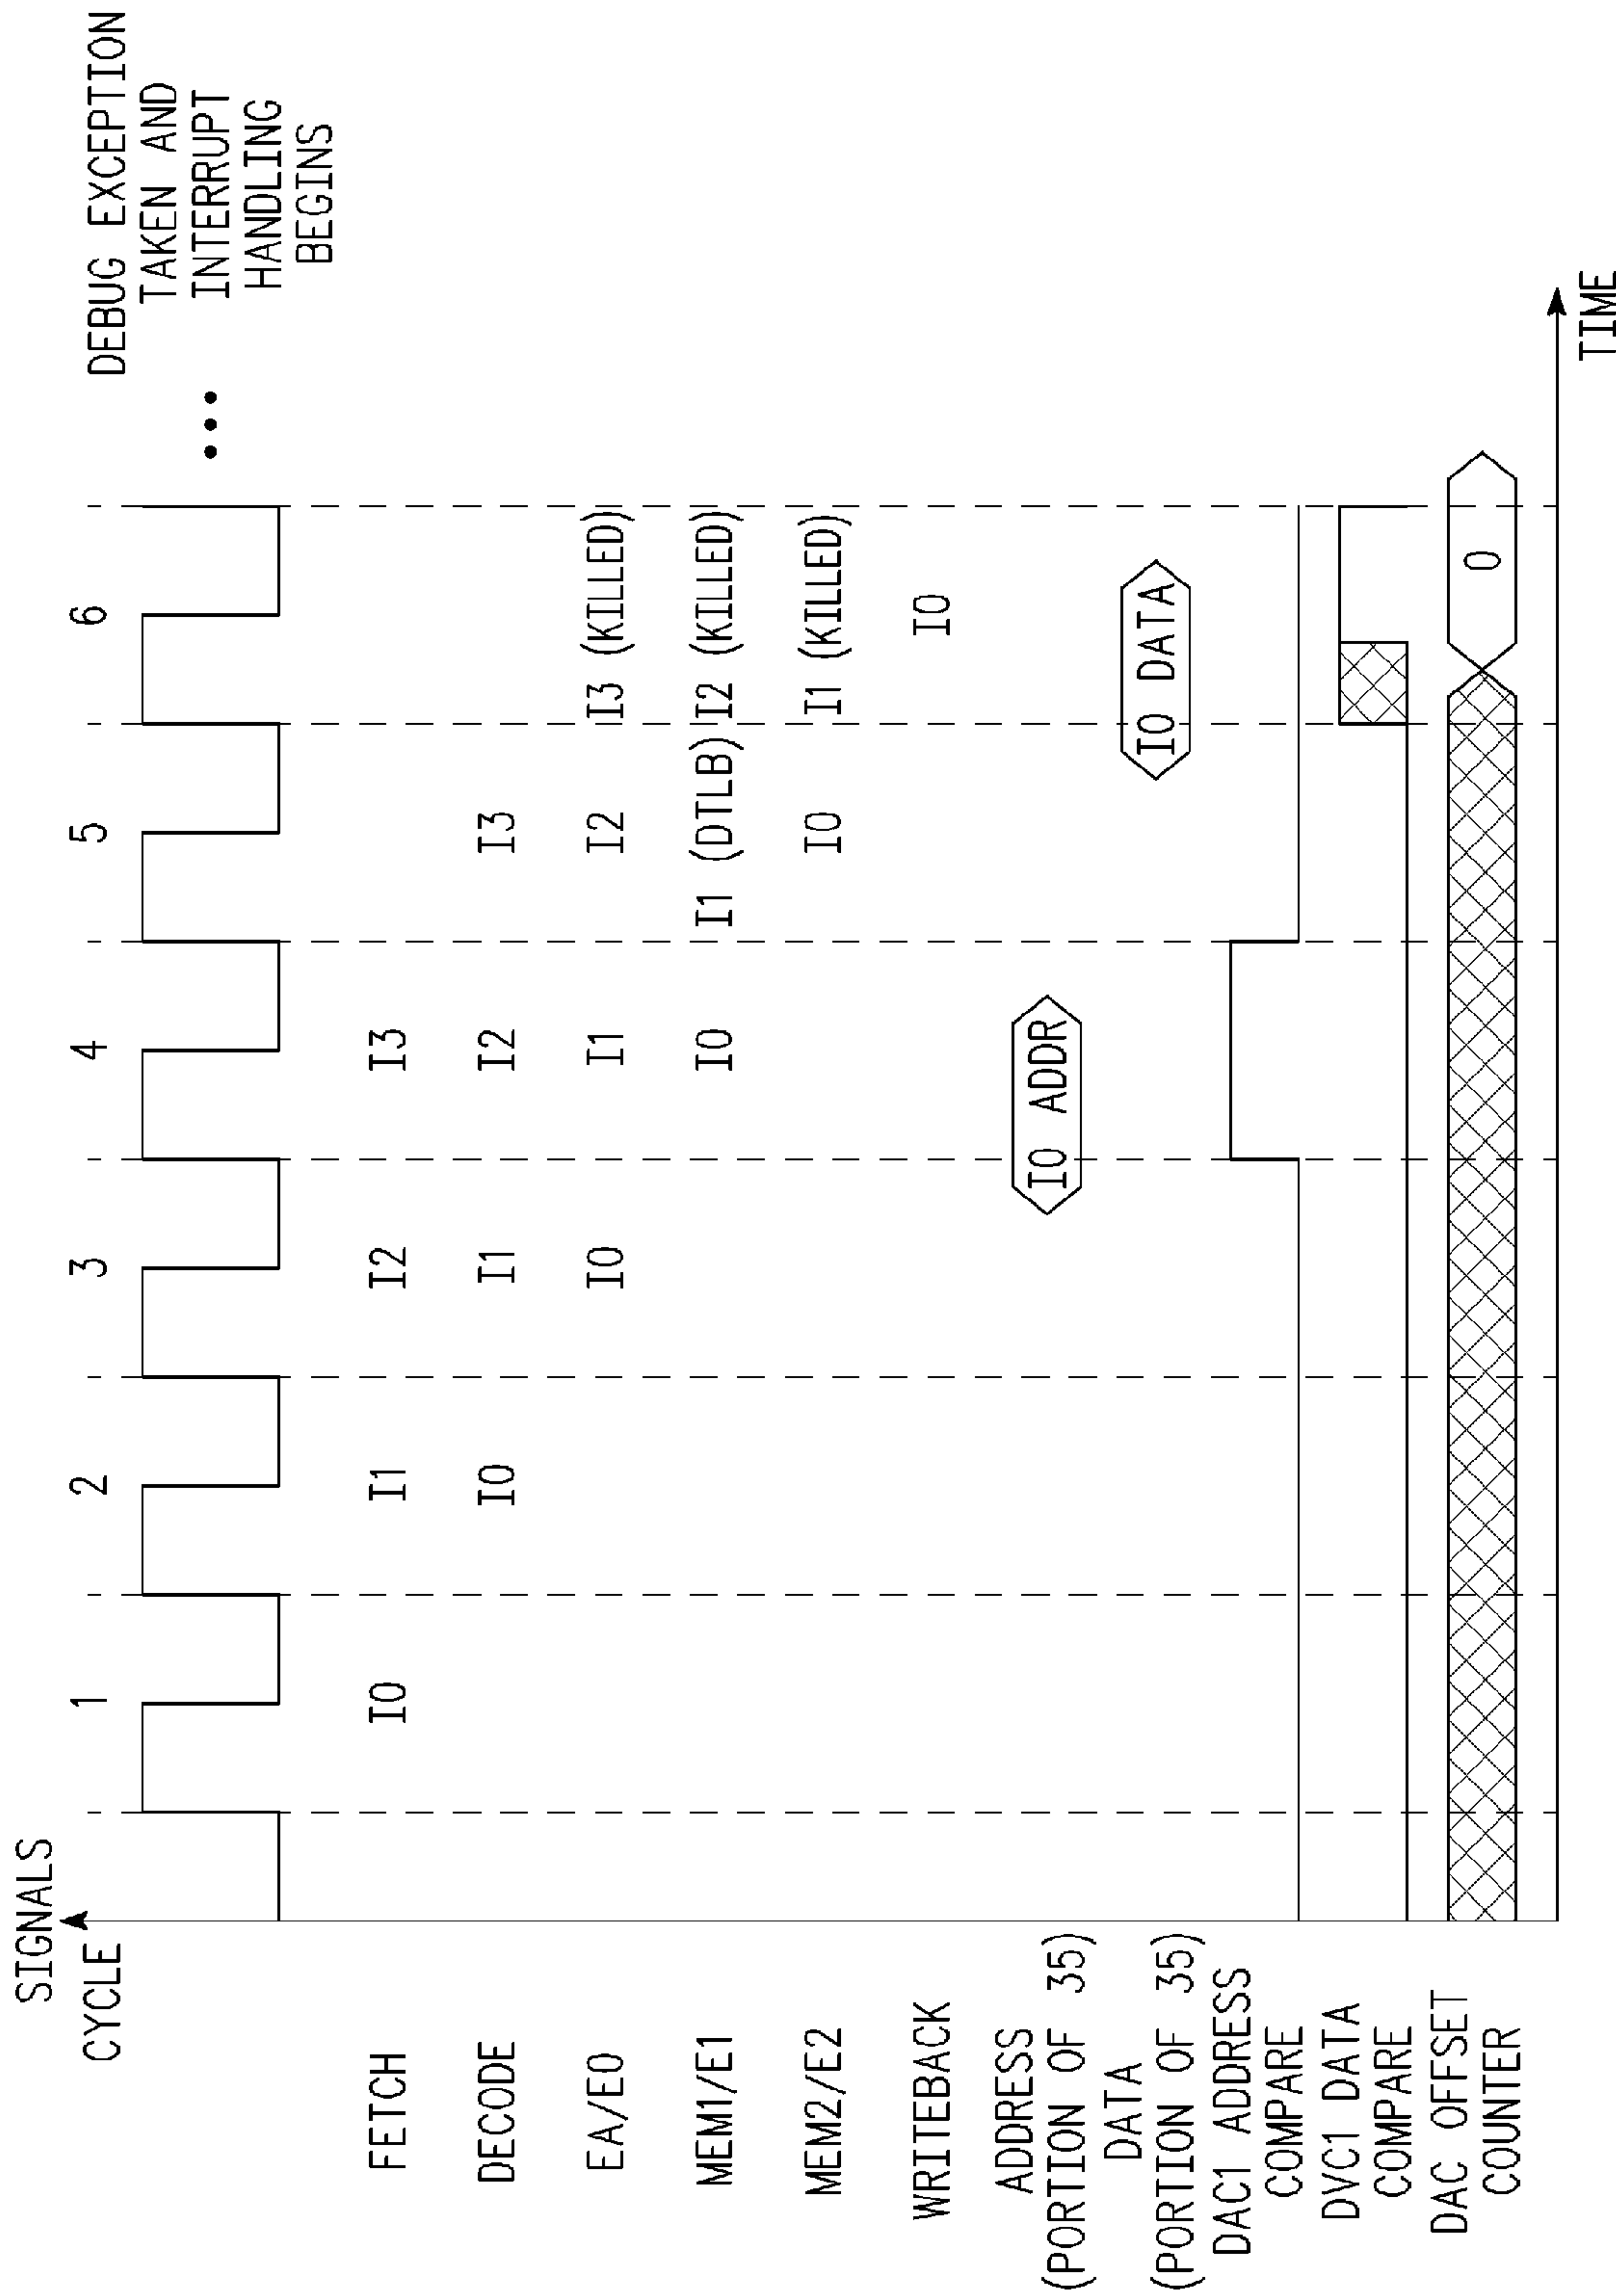 SIGNALS
CYCLE
1
2
3
4
5
6
DEBUG EXCEPTION
TAKEN AND
INTERRUPT
HANDLING
BEGINS
FETCH
I0
I1
I2
I3
DECODE
I0
I1
I2
I3
EA/E0
I0
I1
I2
I3 (KILLED)
MEM1/E1
I0
I1 (DTLB)
I2 (KILLED)
MEM2/E2
I0
I1 (KILLED)
WRITEBACK
I0
ADDRESS
(PORTION OF 35)
I0 ADDR
DATA
(PORTION OF 35)
I0 DATA
DAC1 ADDRESS
COMPARE
DVC1 DATA
COMPARE
DAC OFFSET
COUNTER
0
TIME